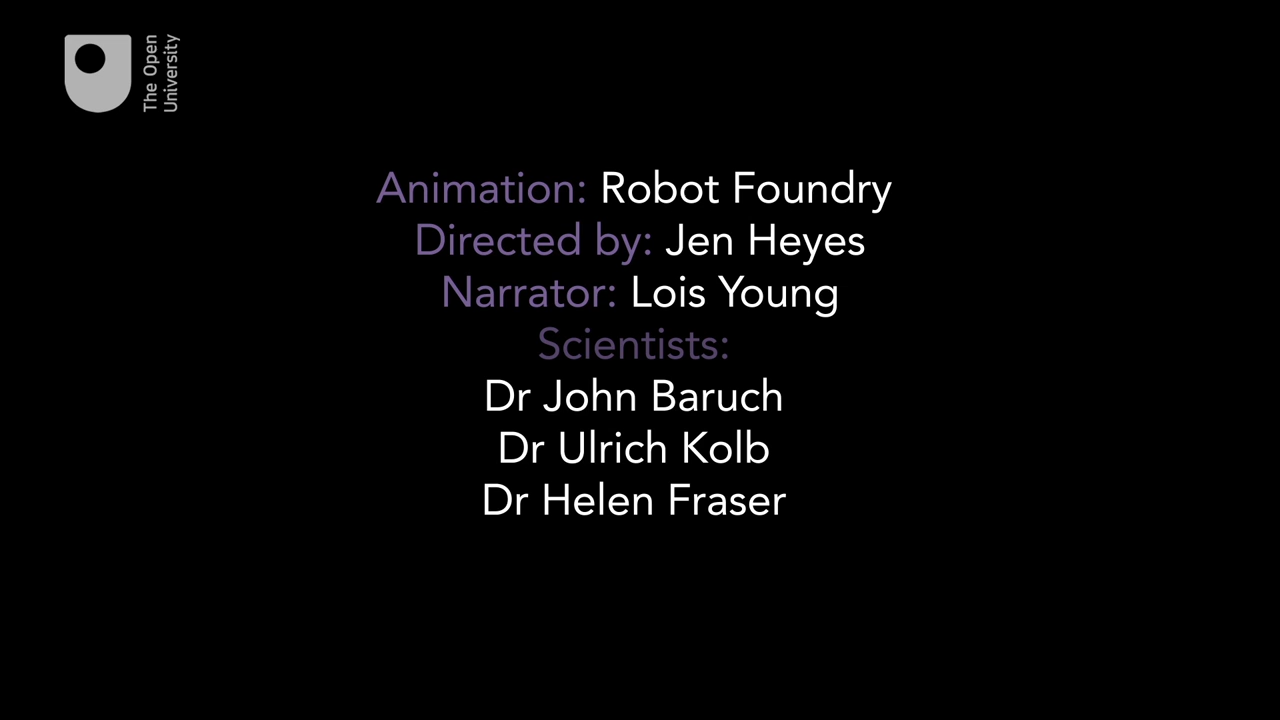 The Open
University
Animation: Robot Foundry
Directed by: Jen Heyes
Narrator: Lois Young
Scientists:
Dr John Baruch
Dr Ulrich Kolb
Dr Helen Fraser